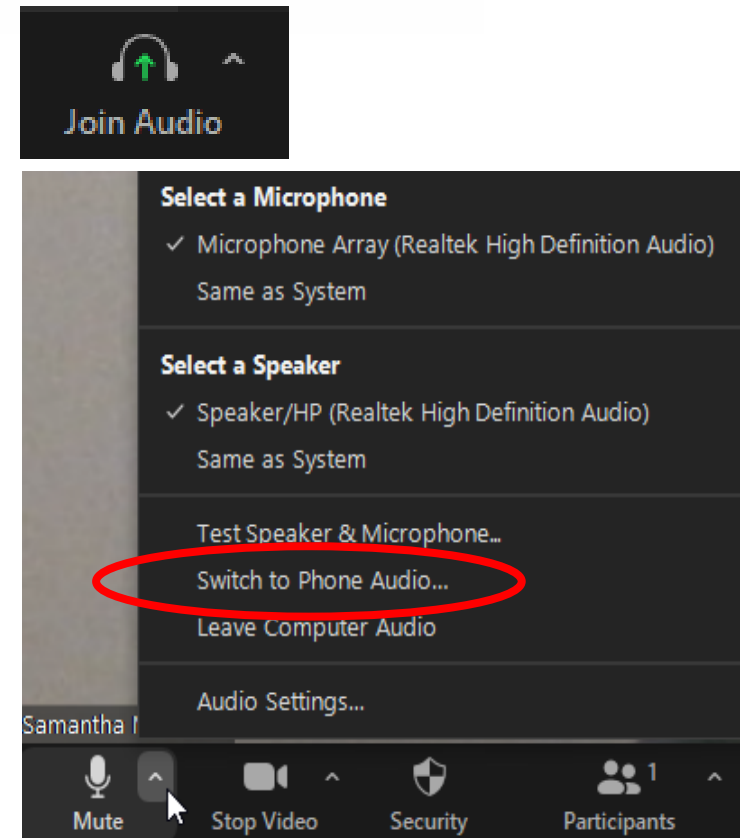 Join Audio
Select a Microphone
Microphone Array (Realtek High Definition Audio)
Same as System
Select a Speaker
Speaker/HP (Realtek High Definition Audio)
Same as System
Test Speaker & Microphone...
Switch to Phone Audio...
Leave Computer Audio
Audio Settings...
Samantha
1
Mute Stop Video Security Participants